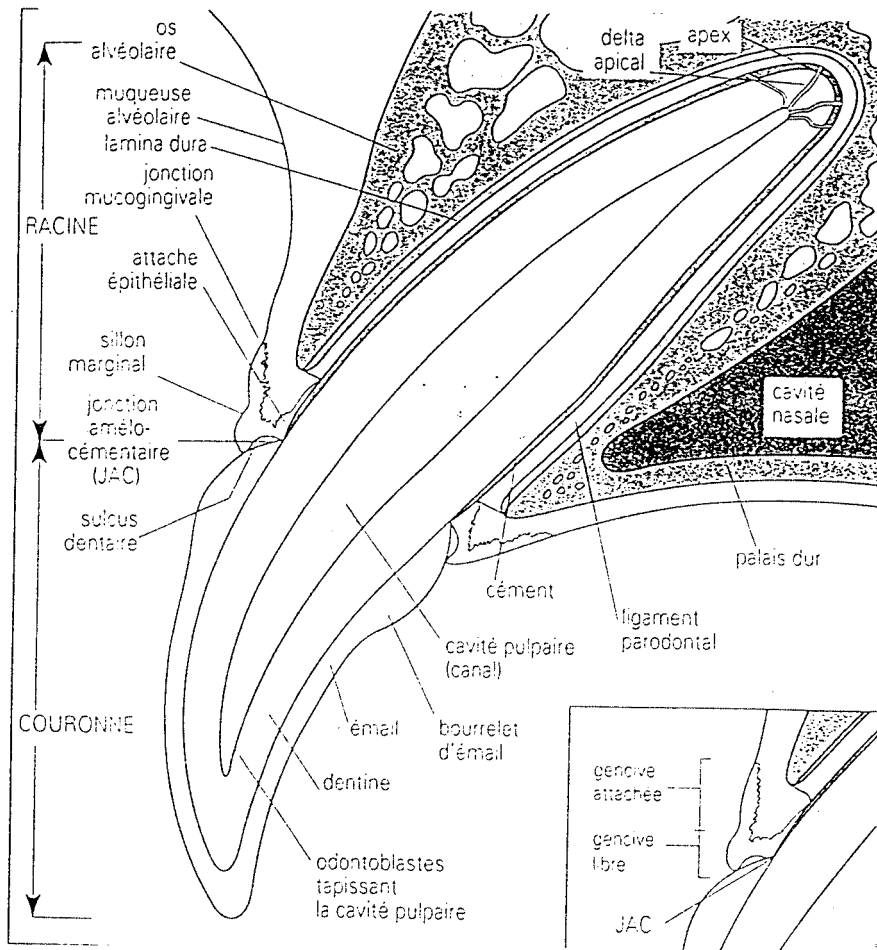 os
alvéolaire
muqueuse
alvéolaire
lamina dura
jonction
mucogingivale
RACINE
attache
épithéliale
sillon
marginal
jonction
amélo-
cémentaire
(JAC)
sulcus
dentaire
COURONNE
delta
apical
apex
cavité
nasale
palais dur
cément
ligament
parodontal
cavité pulpaire
(canal)
émail
bourrelet
d'émail
dentine
odontoblastes
tapissant
la cavité pulpaire
gencive
attachée
gencive
libre
JAC